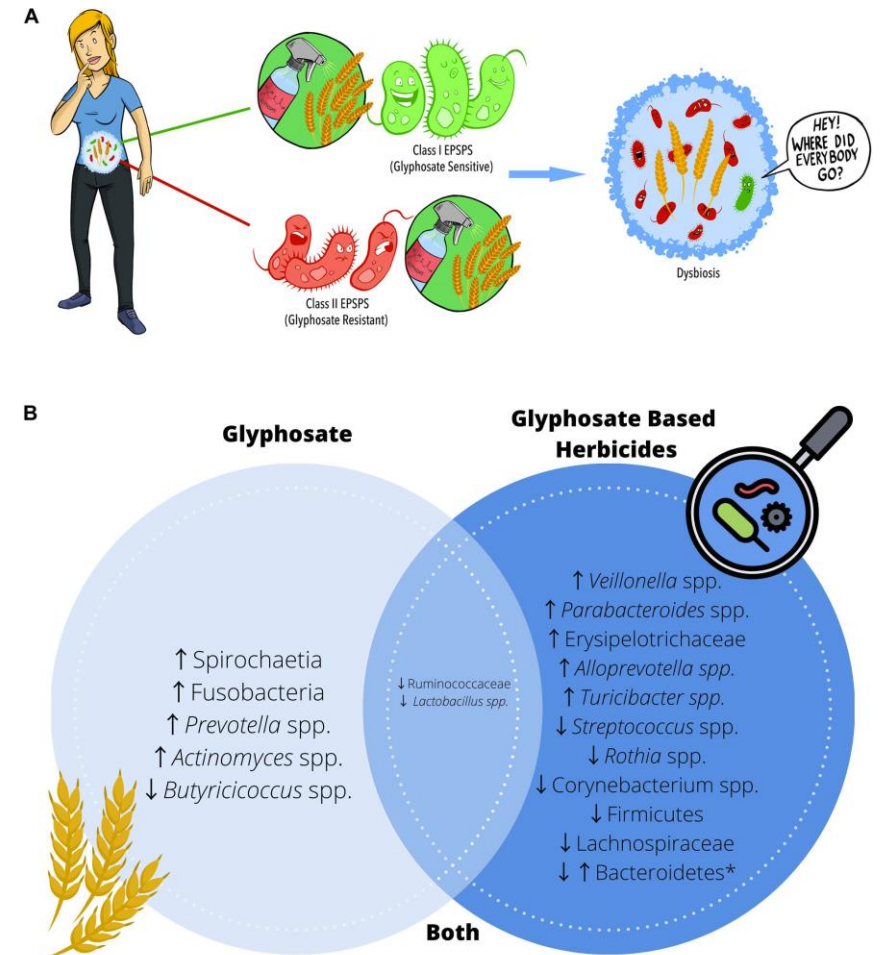 A
Class I EPSPS
(Glyphosate Sensitive)
HEY!
WHERE DID
EVERYBODY
GO?
Class II EPSPS
(Glyphosate Resistant)
Dysbiosis
B
Glyphosate
Glyphosate Based
Herbicides
↑ Spirochaetia
↑ Fusobacteria
↑ Prevotella spp.
↑ Actinomyces spp.
↓ Butyricicoccus spp.
↓ Ruminococcaceae
↓ Lactobacillus spp.
↑ Veillonella spp.
↑ Parabacteroides spp.
↑ Erysipelotrichaceae
↑ Alloprevotella spp.
↑ Turicibacter spp.
↓ Streptococcus spp.
↓ Rothia spp.
↓ Corynebacterium spp.
↓ Firmicutes
↓ Lachnospiraceae
↓ ↑ Bacteroidetes*
Both